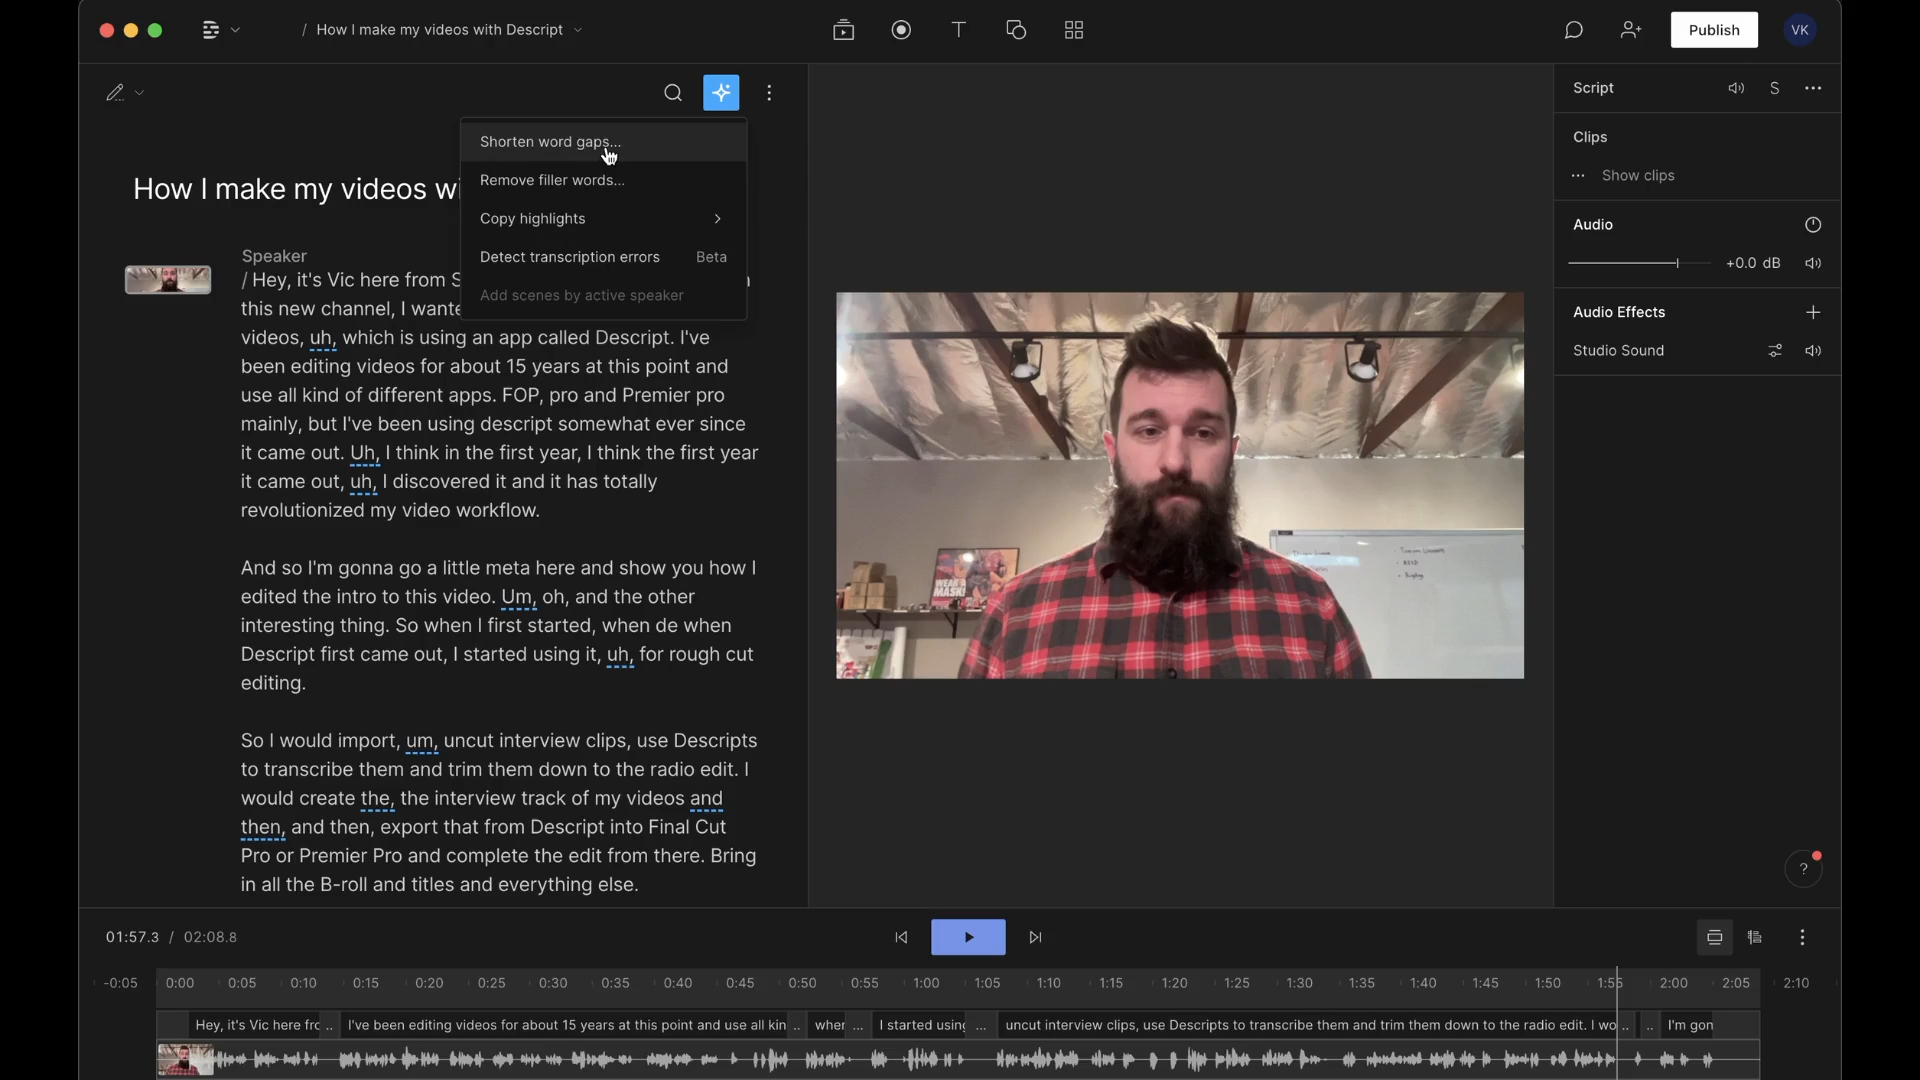 / How I make my videos with Descript
Publish
VK
Shorten word gaps...
Remove filler words...
Copy highlights
Detect transcription errors Beta
Add scenes by active speaker
How I make my videos wi
Speaker
/ Hey, it's Vic here from S
this new channel, I wante
videos, uh, which is using an app called Descript. I've
been editing videos for about 15 years at this point and
use all kind of different apps. FOP, pro and Premier pro
mainly, but I've been using descript somewhat ever since
it came out. Uh, I think in the first year, I think the first year
it came out, uh, I discovered it and it has totally
revolutionized my video workflow.
And so I'm gonna go a little meta here and show you how I
edited the intro to this video. Um, oh, and the other
interesting thing. So when I first started, when de when
Descript first came out, I started using it, uh, for rough cut
editing.
So I would import, um, uncut interview clips, use Descripts
to transcribe them and trim them down to the radio edit. I
would create the, the interview track of my videos and
then, and then, export that from Descript into Final Cut
Pro or Premier Pro and complete the edit from there. Bring
in all the B-roll and titles and everything else.
Script S ...
Clips
... Show clips
Audio
+0.0 dB
Audio Effects +
Studio Sound
?
01:57.3 / 02:08.8
-0:05 0:00 0:05 0:10 0:15 0:20 0:25 0:30 0:35 0:40 0:45 0:50 0:55 1:00 1:05 1:10 1:15 1:20 1:25 1:30 1:35 1:40 1:45 1:50 1:55 2:00 2:05 2:10
Hey, it's Vic here frc .. I've been editing videos for about 15 years at this point and use all kin .. wher ... I started using ... uncut interview clips, use Descripts to transcribe them and trim them down to the radio edit. I wo .. .. I'm gon